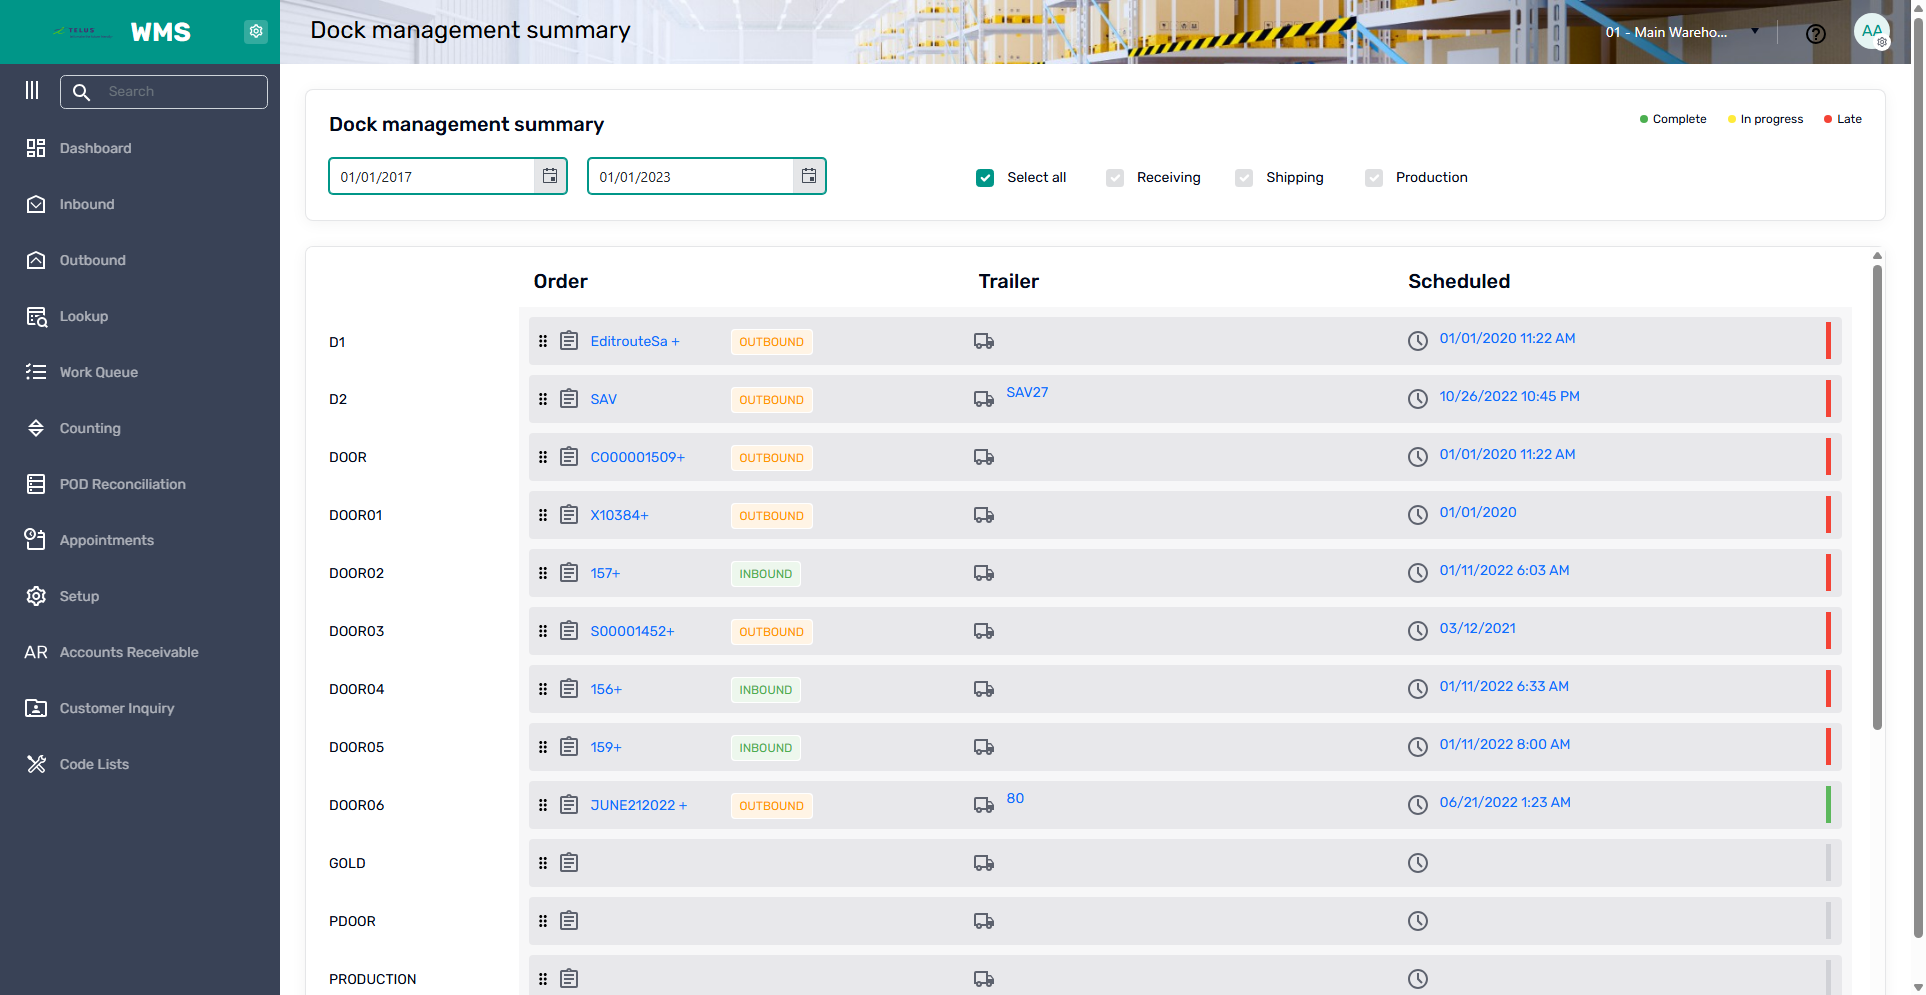 TELUS
WMS
Dock management summary
01 - Main Wareho...
AA
Search
Dashboard
Inbound
Outbound
Lookup
Work Queue
Counting
POD Reconciliation
Appointments
Setup
AR Accounts Receivable
Customer Inquiry
Code Lists
Dock management summary
Complete In progress Late
01/01/2017 01/01/2023 Select all Receiving Shipping Production
Order Trailer Scheduled
D1 EditrouteSa + OUTBOUND 01/01/2020 11:22 AM
D2 SAV OUTBOUND SAV27 10/26/2022 10:45 PM
DOOR CO00001509+ OUTBOUND 01/01/2020 11:22 AM
DOOR01 X10384+ OUTBOUND 01/01/2020
DOOR02 157+ INBOUND 01/11/2022 6:03 AM
DOOR03 S00001452+ OUTBOUND 03/12/2021
DOOR04 156+ INBOUND 01/11/2022 6:33 AM
DOOR05 159+ INBOUND 01/11/2022 8:00 AM
DOOR06 JUNE212022 + OUTBOUND 80 06/21/2022 1:23 AM
GOLD
PDOOR
PRODUCTION